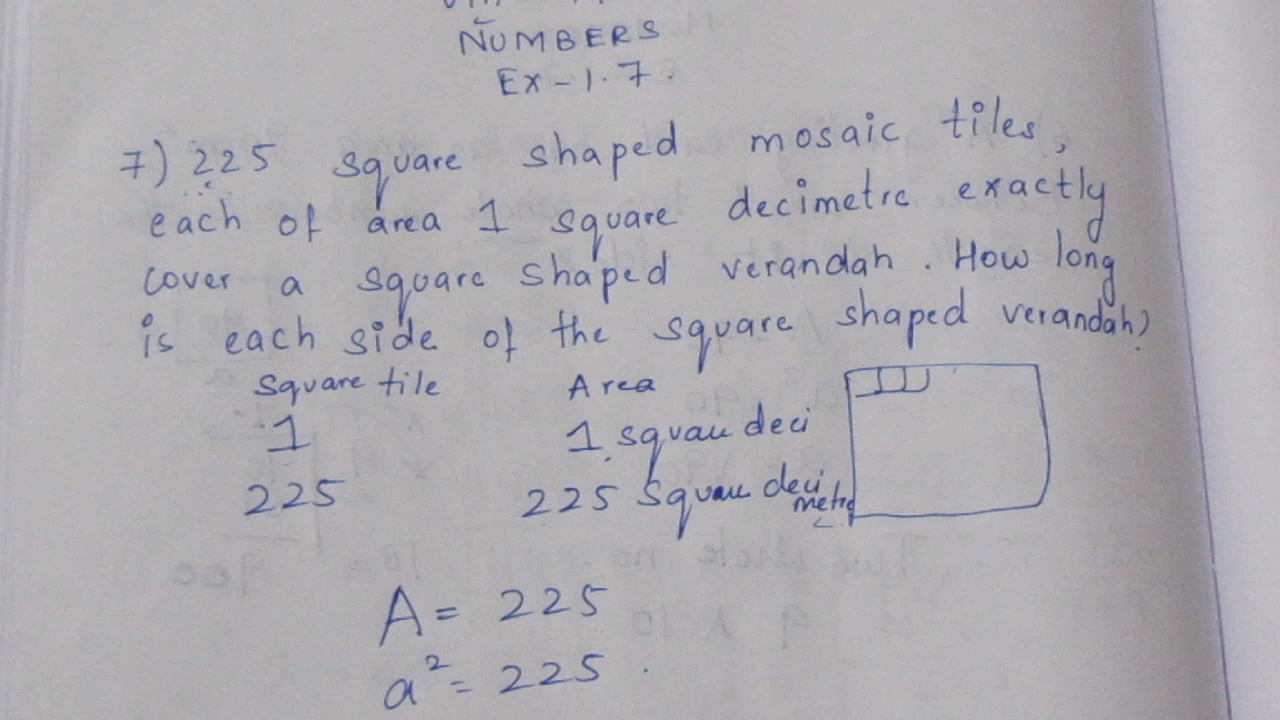 NUMBERS
EX-1.7.
7) 225 square shaped mosaic tiles,
each of area 1 square decimetre exactly
cover a square shaped verandah. How long
is each side of the square shaped verandah?
Square tile Area
1 1 square deci
225 225 Square deci
metre
A = 225
a² = 225.